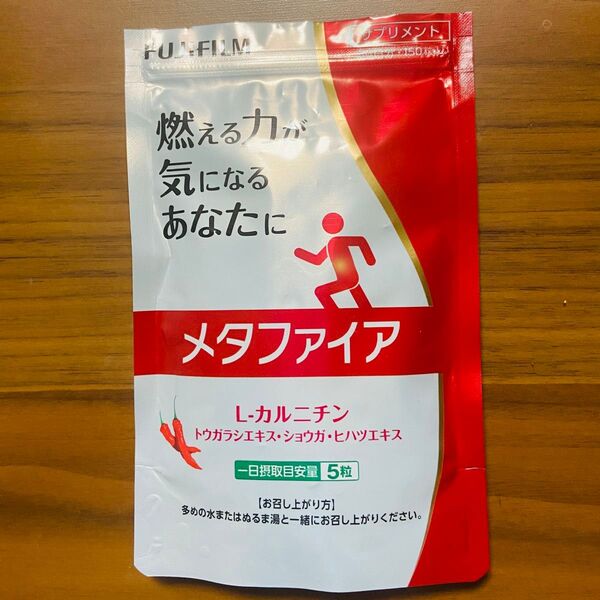 FUJIFILM
サプリメント
燃える力が
気になる
あなたに
メタファイア
L-カルニチン
トウガラシエキス・ショウガ・ヒハツエキス
一日摂取目安量 5粒
【お召し上がり方】
多めの水またはぬるま湯と一緒にお召し上がりください。